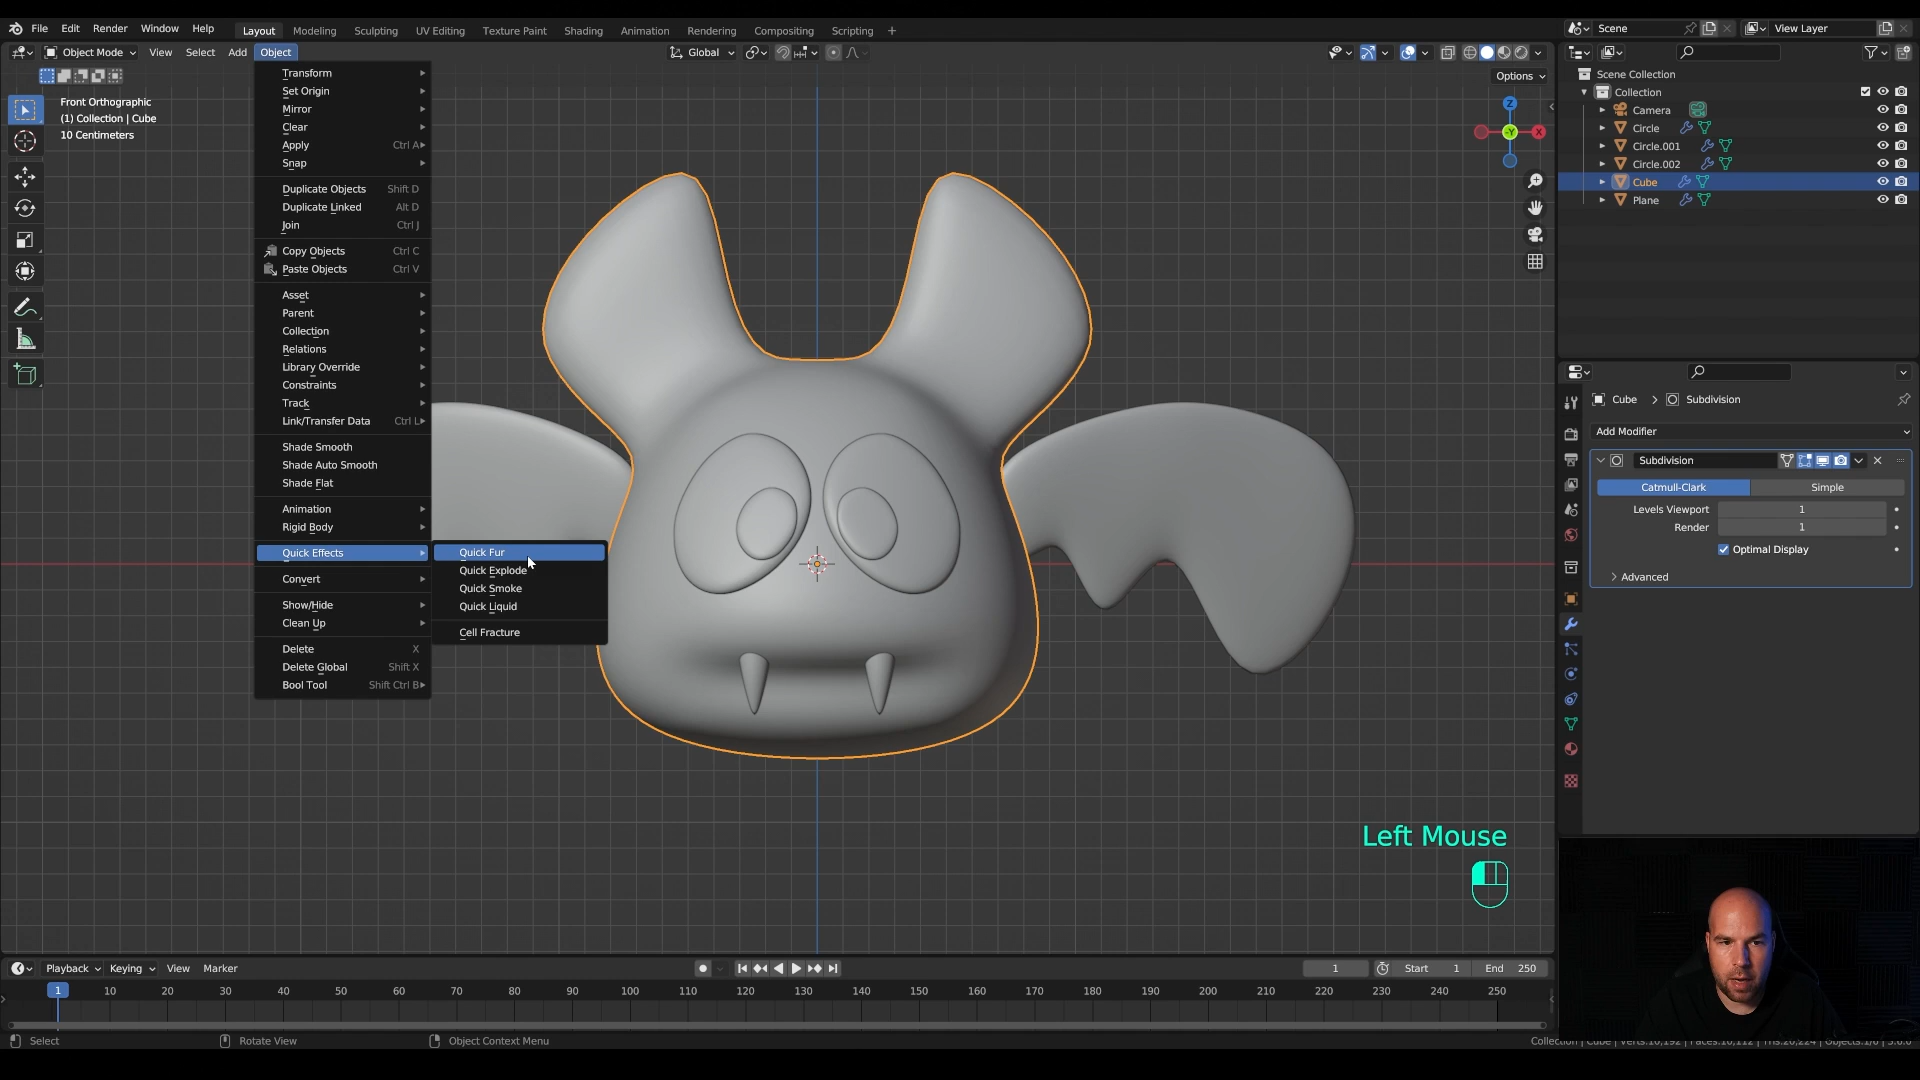 File Edit Render Window Help
Layout Modeling Sculpting UV Editing Texture Paint Shading Animation Rendering Compositing Geometry Nodes Scripting +
Scene
View Layer
Object Mode View Select Add Object
Global
Options
Front Orthographic
(1) Collection | Cube
10 Centimeters
Transform
Set Origin
Mirror
Clear
Apply Ctrl A
Snap
Duplicate Objects Shift D
Duplicate Linked Alt D
Join Ctrl J
Copy Objects Ctrl C
Paste Objects Ctrl V
Asset
Parent
Collection
Relations
Library Override
Constraints
Track
Link/Transfer Data Ctrl L
Shade Smooth
Shade Auto Smooth
Shade Flat
Animation
Rigid Body
Quick Effects
Convert
Show/Hide
Clean Up
Delete X
Delete Global Shift X
Bool Tool Shift Ctrl B
Quick Fur
Quick Explode
Quick Smoke
Quick Liquid
Cell Fracture
Z
-Y
X
Scene Collection
Collection
Camera
Circle
Circle.001
Circle.002
Cube
Plane
Cube > Subdivision
Add Modifier
Subdivision
Catmull-Clark Simple
Levels Viewport 1
Render 1
Optimal Display
Advanced
Left Mouse
Playback Keying View Marker
1 Start 1 End 250
1 10 20 30 40 50 60 70 80 90 100 110 120 130 140 150 160 170 180 190 200 210 220 230 240 250
Select Rotate View Object Context Menu